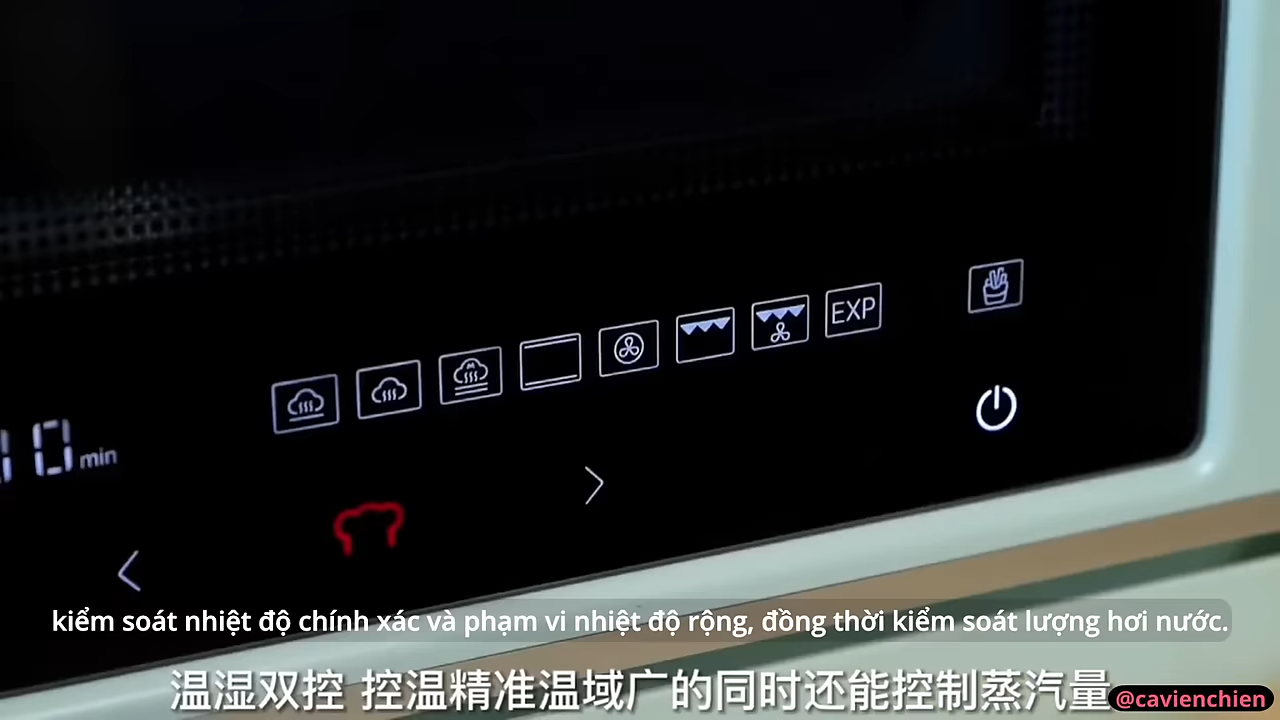 EXP
10 min
kiểm soát nhiệt độ chính xác và phạm vi nhiệt độ rộng, đồng thời kiểm soát lượng hơi nước.
温湿双控 控温精准温域广的同时还能控制蒸汽量
@cavienchien